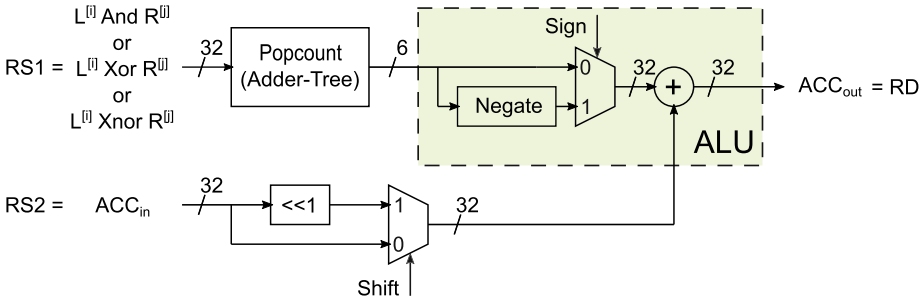 L[i] And R[j]
or
RS1 = L[i] Xor R[j]
or
L[i] Xnor R[j]
32
Popcount
(Adder-Tree)
6
Sign
0
1
Negate
32
+
32
ALU
ACCout = RD
RS2 = ACCin
32
<<1
1
0
32
Shift